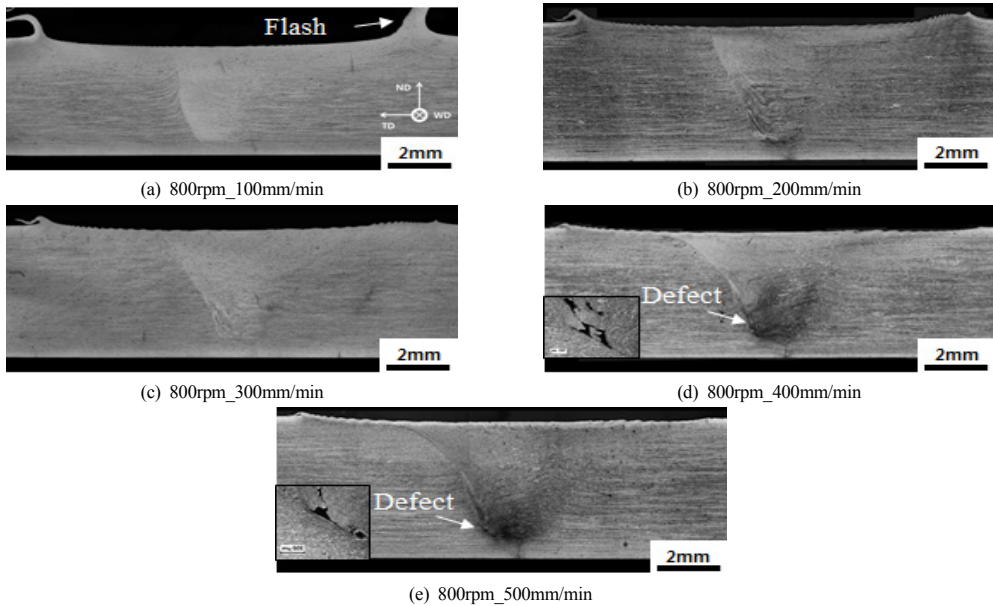 Flash
ND
TD
WD
2mm
2mm
(a) 800rpm_100mm/min
(b) 800rpm_200mm/min
Defect
2mm
2mm
(c) 800rpm_300mm/min
(d) 800rpm_400mm/min
Defect
2mm
(e) 800rpm_500mm/min